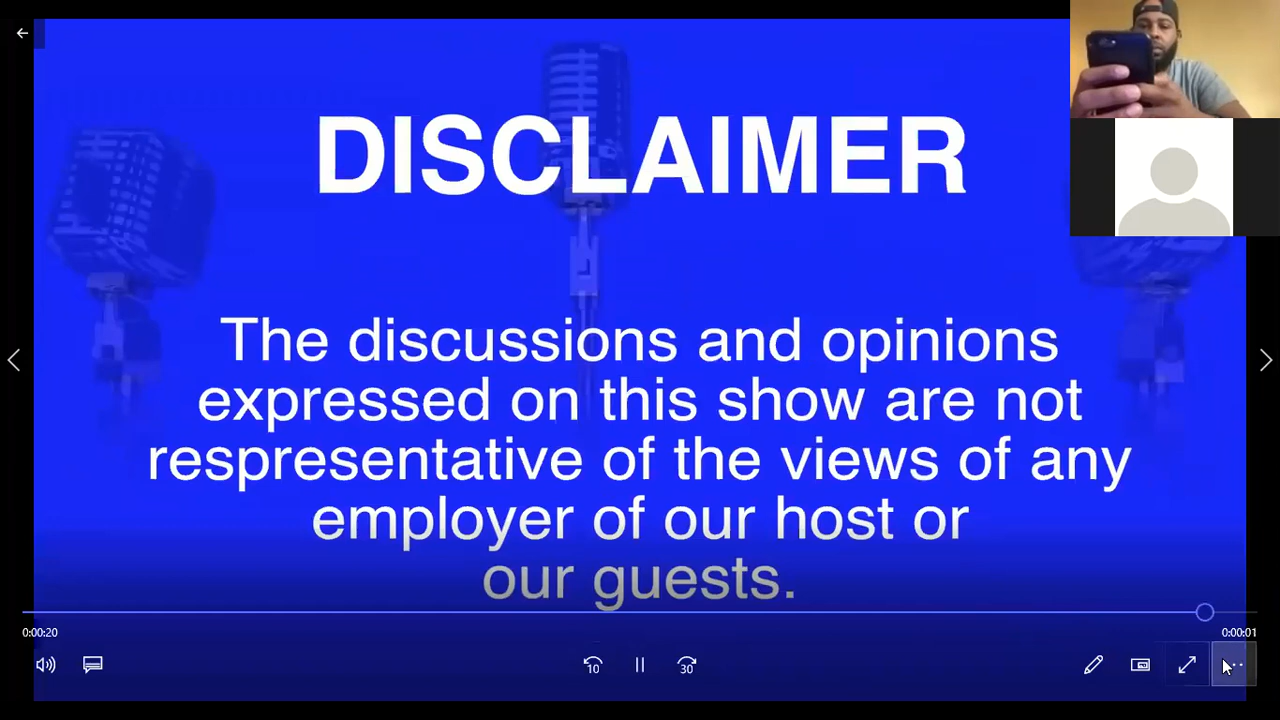 DISCLAIMER
The discussions and opinions
expressed on this show are not
respresentative of the views of any
employer of our host or
our guests.
0:00:20
0:00:01
10
30